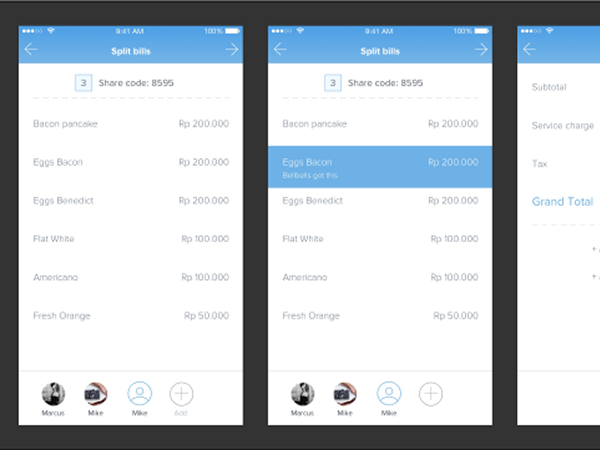 9:41 AM 100%
Split bills
3 Share code: 8595
Bacon pancake Rp 200.000
Eggs Bacon Rp 200.000
Eggs Benedict Rp 200.000
Flat White Rp 100.000
Americano Rp 100.000
Fresh Orange Rp 50.000
Marcus Mike Mike Add
9:41 AM 100%
Split bills
3 Share code: 8595
Bacon pancake Rp 200.000
Eggs Bacon Rp 200.000
got this
Eggs Benedict Rp 200.000
Flat White Rp 100.000
Americano Rp 100.000
Fresh Orange Rp 50.000
Marcus Mike Mike
Subtotal
Service charge
Tax
Grand Total